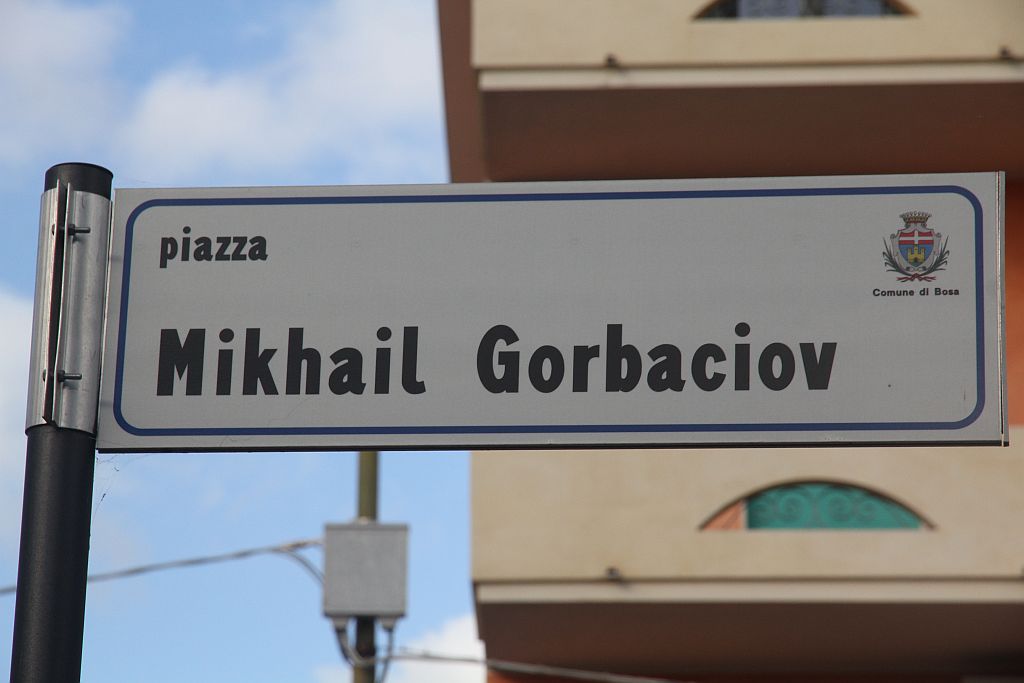 piazza
Comune di Bosa
Mikhail Gorbaciov